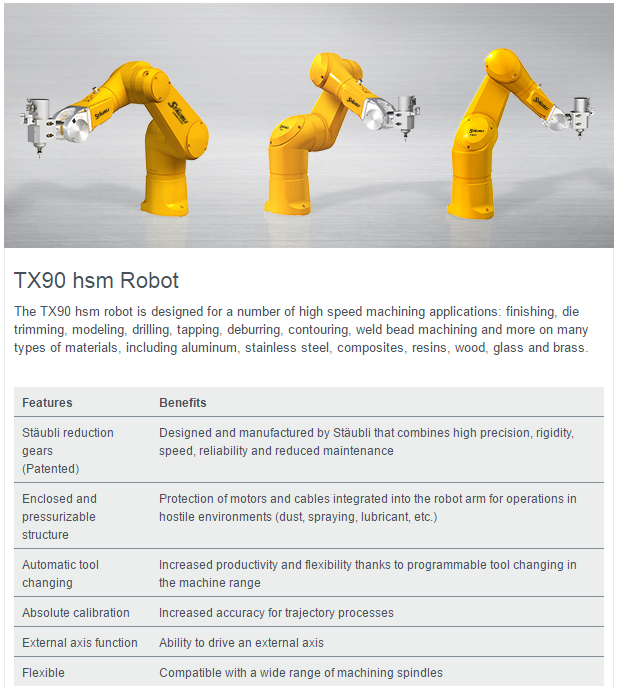 STÄUBLI
STÄUBLI
STÄUBLI
STÄUBLI
STÄUBLI
TX90 hsm Robot
The TX90 hsm robot is designed for a number of high speed machining applications: finishing, die
trimming, modeling, drilling, tapping, deburring, contouring, weld bead machining and more on many
types of materials, including aluminum, stainless steel, composites, resins, wood, glass and brass.
Features Benefits
Stäubli reduction Designed and manufactured by Stäubli that combines high precision, rigidity,
gears speed, reliability and reduced maintenance
(Patented)
Enclosed and Protection of motors and cables integrated into the robot arm for operations in
pressurizable hostile environments (dust, spraying, lubricant, etc.)
structure
Automatic tool Increased productivity and flexibility thanks to programmable tool changing in
changing the machine range
Absolute calibration Increased accuracy for trajectory processes
External axis function Ability to drive an external axis
Flexible Compatible with a wide range of machining spindles